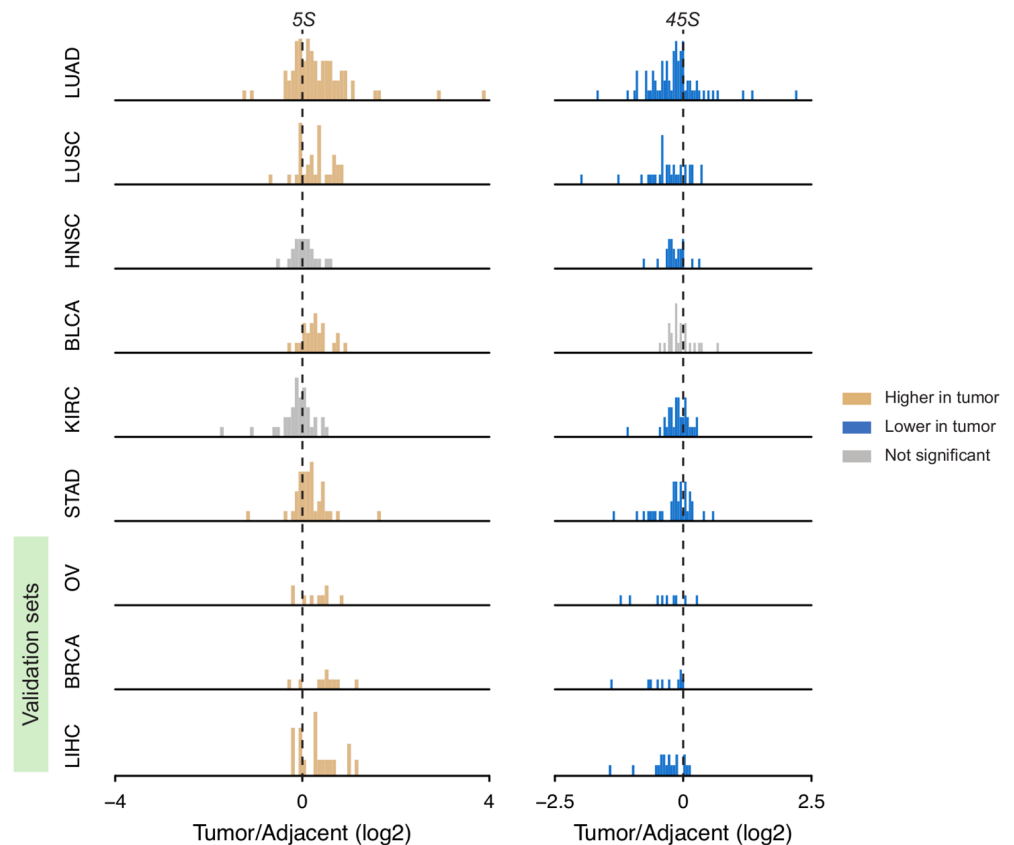 5S
45S
LUAD
LUSC
HNSC
BLCA
KIRC
STAD
OV
BRCA
LIHC
Validation sets
Higher in tumor
Lower in tumor
Not significant
−4
0
4
−2.5
0
2.5
Tumor/Adjacent (log2)
Tumor/Adjacent (log2)